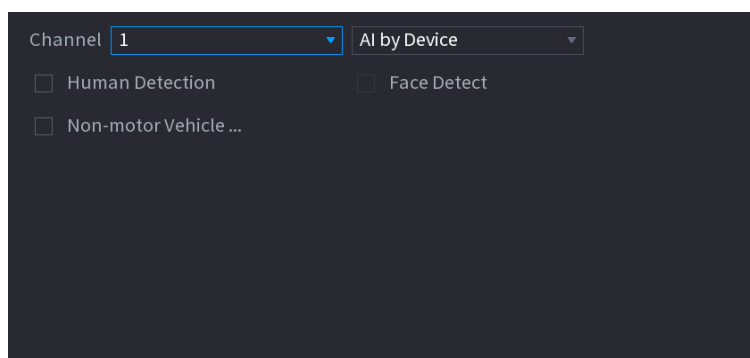 Channel 1 AI by Device
Human Detection Face Detect
Non-motor Vehicle ...